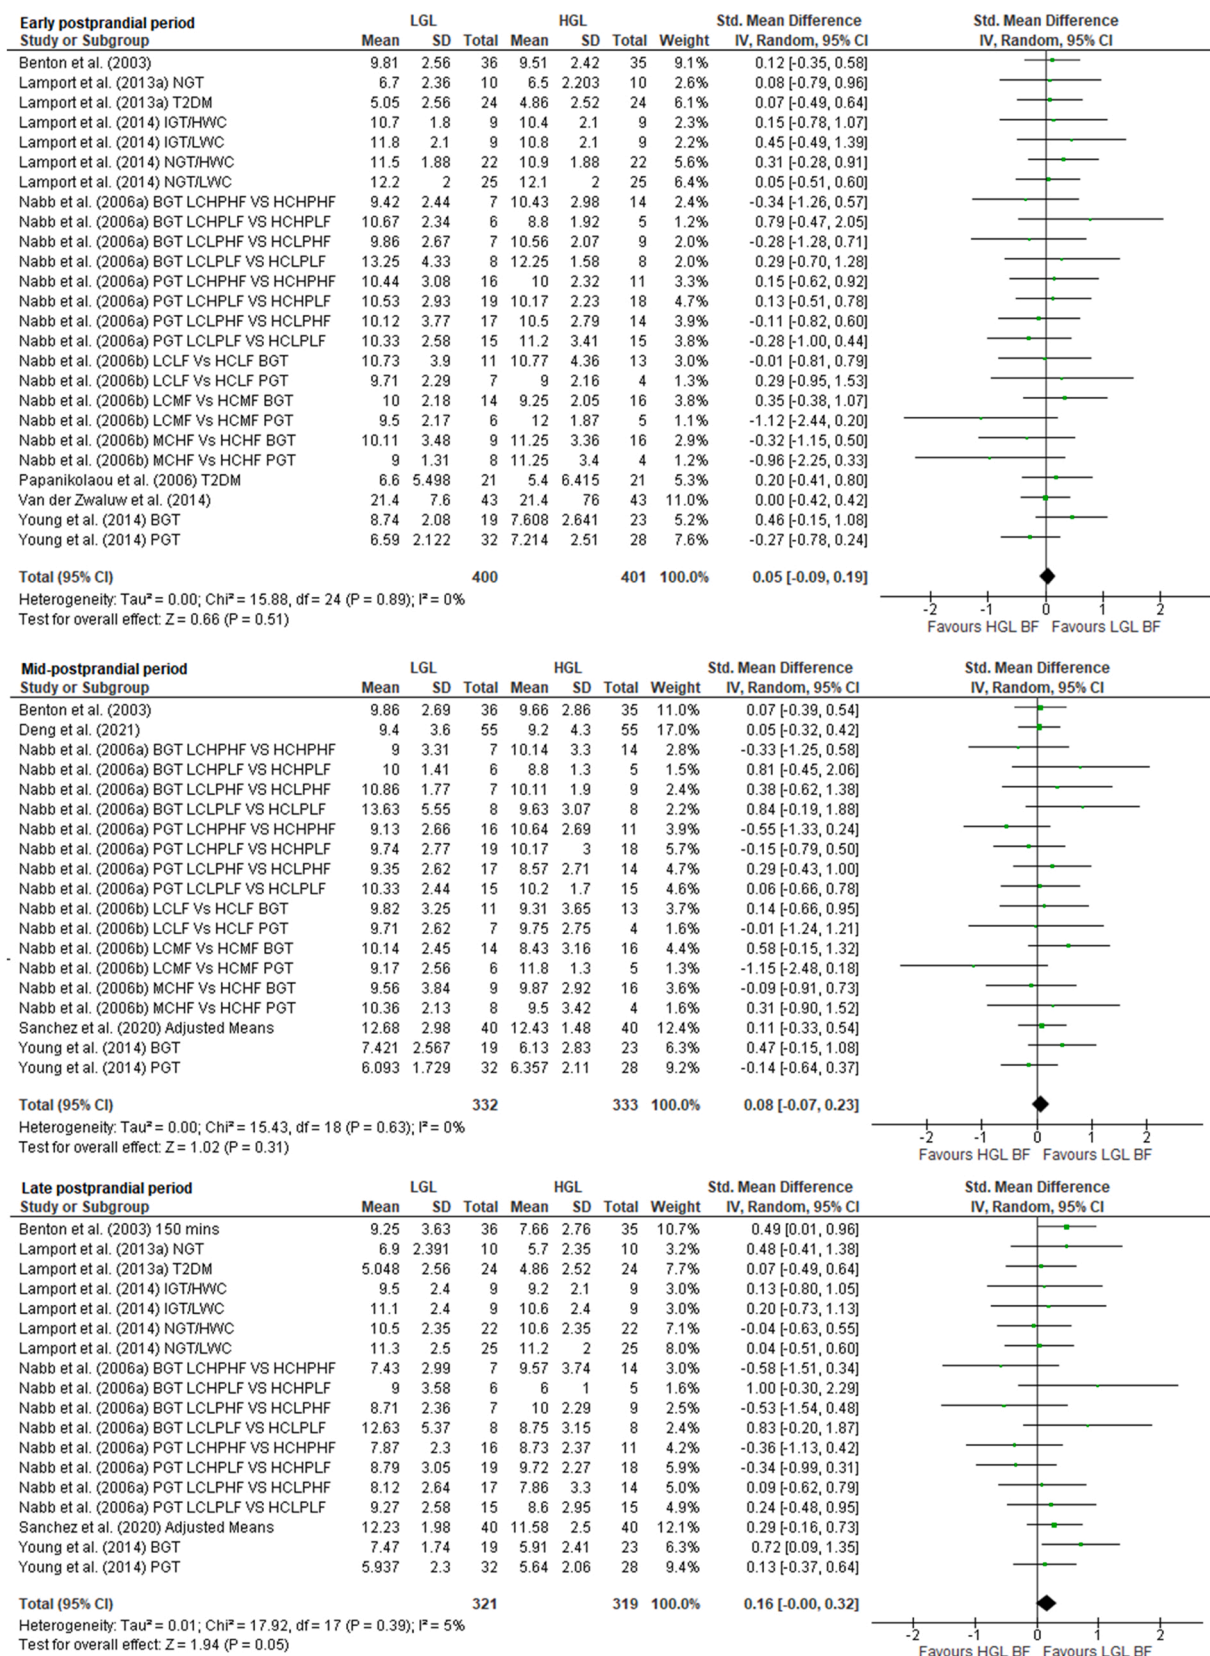 Early postprandial period LGL HGL Std. Mean Difference Std. Mean Difference
Study or Subgroup Mean SD Total Mean SD Total Weight IV, Random, 95% CI IV, Random, 95% CI
Benton et al. (2003) 9.81 2.56 36 9.51 2.42 35 9.1% 0.12 [-0.35, 0.58]
Lamport et al. (2013a) NGT 6.7 2.36 10 6.5 2.203 10 2.6% 0.08 [-0.79, 0.96]
Lamport et al. (2013a) T2DM 5.05 2.56 24 4.86 2.52 24 6.1% 0.07 [-0.49, 0.64]
Lamport et al. (2014) IGT/HWC 10.7 1.8 9 10.4 2.1 9 2.3% 0.15 [-0.78, 1.07]
Lamport et al. (2014) IGT/LWC 11.8 2.1 9 10.8 2.1 9 2.2% 0.45 [-0.49, 1.39]
Lamport et al. (2014) NGT/HWC 11.5 1.88 22 10.9 1.88 22 5.6% 0.31 [-0.28, 0.91]
Lamport et al. (2014) NGT/LWC 12.2 2 25 12.1 2 25 6.4% 0.05 [-0.51, 0.60]
Nabb et al. (2006a) BGT LCHPHF VS HCHPHF 9.42 2.44 7 10.43 2.98 14 2.4% -0.34 [-1.26, 0.57]
Nabb et al. (2006a) BGT LCHPLF VS HCHPLF 10.67 2.34 6 8.8 1.92 5 1.2% 0.79 [-0.47, 2.05]
Nabb et al. (2006a) BGT LCLPHF VS HCLPHF 9.86 2.67 7 10.56 2.07 9 2.0% -0.28 [-1.28, 0.71]
Nabb et al. (2006a) BGT LCLPLF VS HCLPLF 13.25 4.33 8 12.25 1.58 8 2.0% 0.29 [-0.70, 1.28]
Nabb et al. (2006a) PGT LCHPHF VS HCHPHF 10.44 3.08 16 10 2.32 11 3.3% 0.15 [-0.62, 0.92]
Nabb et al. (2006a) PGT LCHPLF VS HCHPLF 10.53 2.93 19 10.17 2.23 18 4.7% 0.13 [-0.51, 0.78]
Nabb et al. (2006a) PGT LCLPHF VS HCLPHF 10.12 3.77 17 10.5 2.79 14 3.9% -0.11 [-0.82, 0.60]
Nabb et al. (2006a) PGT LCLPLF VS HCLPLF 10.33 2.58 15 11.2 3.41 15 3.8% -0.28 [-1.00, 0.44]
Nabb et al. (2006b) LCLF Vs HCLF BGT 10.73 3.9 11 10.77 4.36 13 3.0% -0.01 [-0.81, 0.79]
Nabb et al. (2006b) LCLF Vs HCLF PGT 9.71 2.29 7 9 2.16 4 1.3% 0.29 [-0.95, 1.53]
Nabb et al. (2006b) LCMF Vs HCMF BGT 10 2.18 14 9.25 2.05 16 3.8% 0.35 [-0.38, 1.07]
Nabb et al. (2006b) LCMF Vs HCMF PGT 9.5 2.17 6 12 1.87 5 1.1% -1.12 [-2.44, 0.20]
Nabb et al. (2006b) MCHF Vs HCHF BGT 10.11 3.48 9 11.25 3.36 16 2.9% -0.32 [-1.15, 0.50]
Nabb et al. (2006b) MCHF Vs HCHF PGT 9 1.31 8 11.25 3.4 4 1.2% -0.96 [-2.25, 0.33]
Papanikolaou et al. (2006) T2DM 6.6 5.498 21 5.4 6.415 21 5.3% 0.20 [-0.41, 0.80]
Van der Zwaluw et al. (2014) 21.4 7.6 43 21.4 76 43 11.0% 0.00 [-0.42, 0.42]
Young et al. (2014) BGT 8.74 2.08 19 7.608 2.641 23 5.2% 0.46 [-0.15, 1.08]
Young et al. (2014) PGT 6.59 2.122 32 7.214 2.51 28 7.6% -0.27 [-0.78, 0.24]
Total (95% CI) 400 401 100.0% 0.05 [-0.09, 0.19]
Heterogeneity: Tau² = 0.00; Chi² = 15.88, df = 24 (P = 0.89); I² = 0%
Test for overall effect: Z = 0.66 (P = 0.51)
-2 -1 0 1 2
Favours HGL BF Favours LGL BF
Mid-postprandial period LGL HGL Std. Mean Difference Std. Mean Difference
Study or Subgroup Mean SD Total Mean SD Total Weight IV, Random, 95% CI IV, Random, 95% CI
Benton et al. (2003) 9.86 2.69 36 9.66 2.86 35 11.0% 0.07 [-0.39, 0.54]
Deng et al. (2021) 9.4 3.6 55 9.2 4.3 55 17.0% 0.05 [-0.32, 0.42]
Nabb et al. (2006a) BGT LCHPHF VS HCHPHF 9 3.31 7 10.14 3.3 14 2.8% -0.33 [-1.25, 0.58]
Nabb et al. (2006a) BGT LCHPLF VS HCHPLF 10 1.41 6 8.8 1.3 5 1.5% 0.81 [-0.45, 2.06]
Nabb et al. (2006a) BGT LCLPHF VS HCLPHF 10.86 1.77 7 10.11 1.9 9 2.4% 0.38 [-0.62, 1.38]
Nabb et al. (2006a) BGT LCLPLF VS HCLPLF 13.63 5.55 8 9.63 3.07 8 2.2% 0.84 [-0.19, 1.88]
Nabb et al. (2006a) PGT LCHPHF VS HCHPHF 9.13 2.66 16 10.64 2.69 11 3.9% -0.55 [-1.33, 0.24]
Nabb et al. (2006a) PGT LCHPLF VS HCHPLF 9.74 2.77 19 10.17 3 18 5.7% -0.15 [-0.79, 0.50]
Nabb et al. (2006a) PGT LCLPHF VS HCLPHF 9.35 2.62 17 8.57 2.71 14 4.7% 0.29 [-0.43, 1.00]
Nabb et al. (2006a) PGT LCLPLF VS HCLPLF 10.33 2.44 15 10.2 1.7 15 4.6% 0.06 [-0.66, 0.78]
Nabb et al. (2006b) LCLF Vs HCLF BGT 9.82 3.25 11 9.31 3.65 13 3.7% 0.14 [-0.66, 0.95]
Nabb et al. (2006b) LCLF Vs HCLF PGT 9.71 2.62 7 9.75 2.75 4 1.6% -0.01 [-1.24, 1.21]
Nabb et al. (2006b) LCMF Vs HCMF BGT 10.14 2.45 14 8.43 3.16 16 4.4% 0.58 [-0.15, 1.32]
Nabb et al. (2006b) LCMF Vs HCMF PGT 9.17 2.56 6 11.8 1.3 5 1.3% -1.15 [-2.48, 0.18]
Nabb et al. (2006b) MCHF Vs HCHF BGT 9.56 3.84 9 9.87 2.92 16 3.6% -0.09 [-0.91, 0.73]
Nabb et al. (2006b) MCHF Vs HCHF PGT 10.36 2.13 8 9.5 3.42 4 1.6% 0.31 [-0.90, 1.52]
Sanchez et al. (2020) Adjusted Means 12.68 2.98 40 12.43 1.48 40 12.4% 0.11 [-0.33, 0.54]
Young et al. (2014) BGT 7.421 2.567 19 6.13 2.83 23 6.3% 0.47 [-0.15, 1.08]
Young et al. (2014) PGT 6.093 1.729 32 6.357 2.11 28 9.2% -0.14 [-0.64, 0.37]
Total (95% CI) 332 333 100.0% 0.08 [-0.07, 0.23]
Heterogeneity: Tau² = 0.00; Chi² = 15.43, df = 18 (P = 0.63); I² = 0%
Test for overall effect: Z = 1.02 (P = 0.31)
-2 -1 0 1 2
Favours HGL BF Favours LGL BF
Late postprandial period LGL HGL Std. Mean Difference Std. Mean Difference
Study or Subgroup Mean SD Total Mean SD Total Weight IV, Random, 95% CI IV, Random, 95% CI
Benton et al. (2003) 150 mins 9.25 3.63 36 7.66 2.76 35 10.7% 0.49 [0.01, 0.96]
Lamport et al. (2013a) NGT 6.9 2.391 10 5.7 2.35 10 3.2% 0.48 [-0.41, 1.38]
Lamport et al. (2013a) T2DM 5.048 2.56 24 4.86 2.52 24 7.7% 0.07 [-0.49, 0.64]
Lamport et al. (2014) IGT/HWC 9.5 2.4 9 9.2 2.1 9 3.0% 0.13 [-0.80, 1.05]
Lamport et al. (2014) IGT/LWC 11.1 2.4 9 10.6 2.4 9 3.0% 0.20 [-0.73, 1.13]
Lamport et al. (2014) NGT/HWC 10.5 2.35 22 10.6 2.35 22 7.1% -0.04 [-0.63, 0.55]
Lamport et al. (2014) NGT/LWC 11.3 2.5 25 11.2 2 25 8.0% 0.04 [-0.51, 0.60]
Nabb et al. (2006a) BGT LCHPHF VS HCHPHF 7.43 2.99 7 9.57 3.74 14 3.0% -0.58 [-1.51, 0.34]
Nabb et al. (2006a) BGT LCHPLF VS HCHPLF 9 3.58 6 6 1 5 1.6% 1.00 [-0.30, 2.29]
Nabb et al. (2006a) BGT LCLPHF VS HCLPHF 8.71 2.36 7 10 2.29 9 2.5% -0.53 [-1.54, 0.48]
Nabb et al. (2006a) BGT LCLPLF VS HCLPLF 12.63 5.37 8 8.75 3.15 8 2.4% 0.83 [-0.20, 1.87]
Nabb et al. (2006a) PGT LCHPHF VS HCHPHF 7.87 2.3 16 8.73 2.37 11 4.2% -0.36 [-1.13, 0.42]
Nabb et al. (2006a) PGT LCHPLF VS HCHPLF 8.79 3.05 19 9.72 2.27 18 5.9% -0.34 [-0.99, 0.31]
Nabb et al. (2006a) PGT LCLPHF VS HCLPHF 8.12 2.64 17 7.86 3.3 14 5.0% 0.09 [-0.62, 0.79]
Nabb et al. (2006a) PGT LCLPLF VS HCLPLF 9.27 2.58 15 8.6 2.95 15 4.9% 0.24 [-0.48, 0.95]
Sanchez et al. (2020) Adjusted Means 12.23 1.98 40 11.58 2.5 40 12.1% 0.29 [-0.16, 0.73]
Young et al. (2014) BGT 7.47 1.74 19 5.91 2.41 23 6.3% 0.72 [0.09, 1.35]
Young et al. (2014) PGT 5.937 2.3 32 5.64 2.06 28 9.4% 0.13 [-0.37, 0.64]
Total (95% CI) 321 319 100.0% 0.16 [-0.00, 0.32]
Heterogeneity: Tau² = 0.01; Chi² = 17.92, df = 17 (P = 0.39); I² = 5%
Test for overall effect: Z = 1.94 (P = 0.05)
-2 -1 0 1 2
Favours HGL BF Favours LGL BF